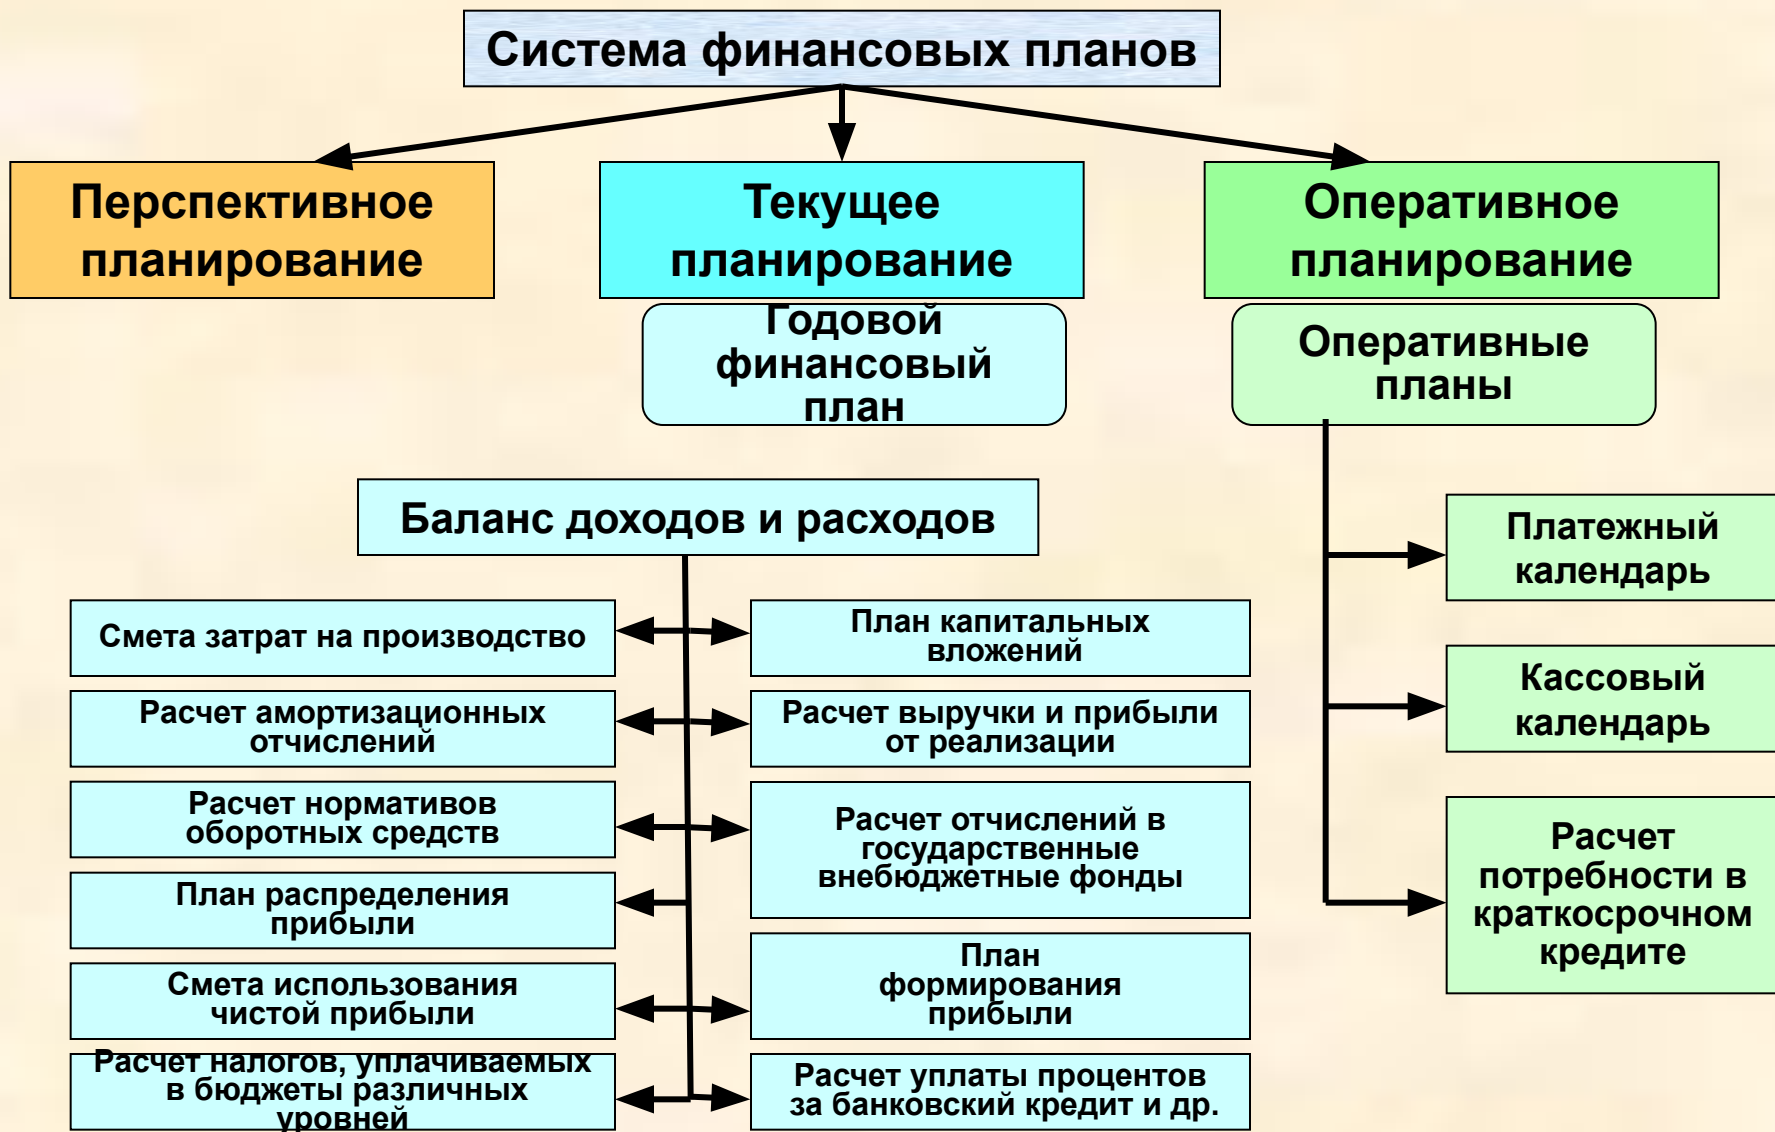 Система финансовых планов
Перспективное
планирование
Текущее
планирование
Оперативное
планирование
Годовой
финансовый
план
Оперативные
планы
Баланс доходов и расходов
Смета затрат на производство
План капитальных
вложений
Расчет амортизационных
отчислений
Расчет выручки и прибыли
от реализации
Расчет нормативов
оборотных средств
Расчет отчислений в
государственные
внебюджетные фонды
План распределения
прибыли
Смета использования
чистой прибыли
План
формирования
прибыли
Расчет налогов, уплачиваемых
в бюджеты различных
уровней
Расчет уплаты процентов
за банковский кредит и др.
Платежный
календарь
Кассовый
календарь
Расчет
потребности в
краткосрочном
кредите